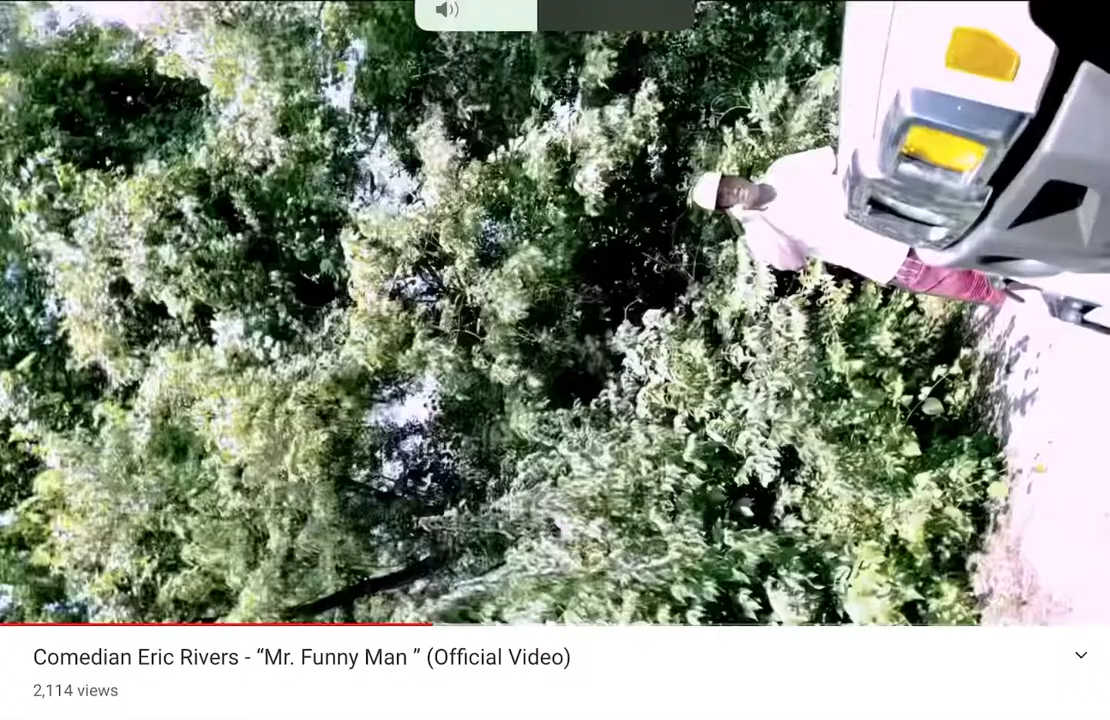 Comedian Eric Rivers - “Mr. Funny Man ” (Official Video)
2,114 views